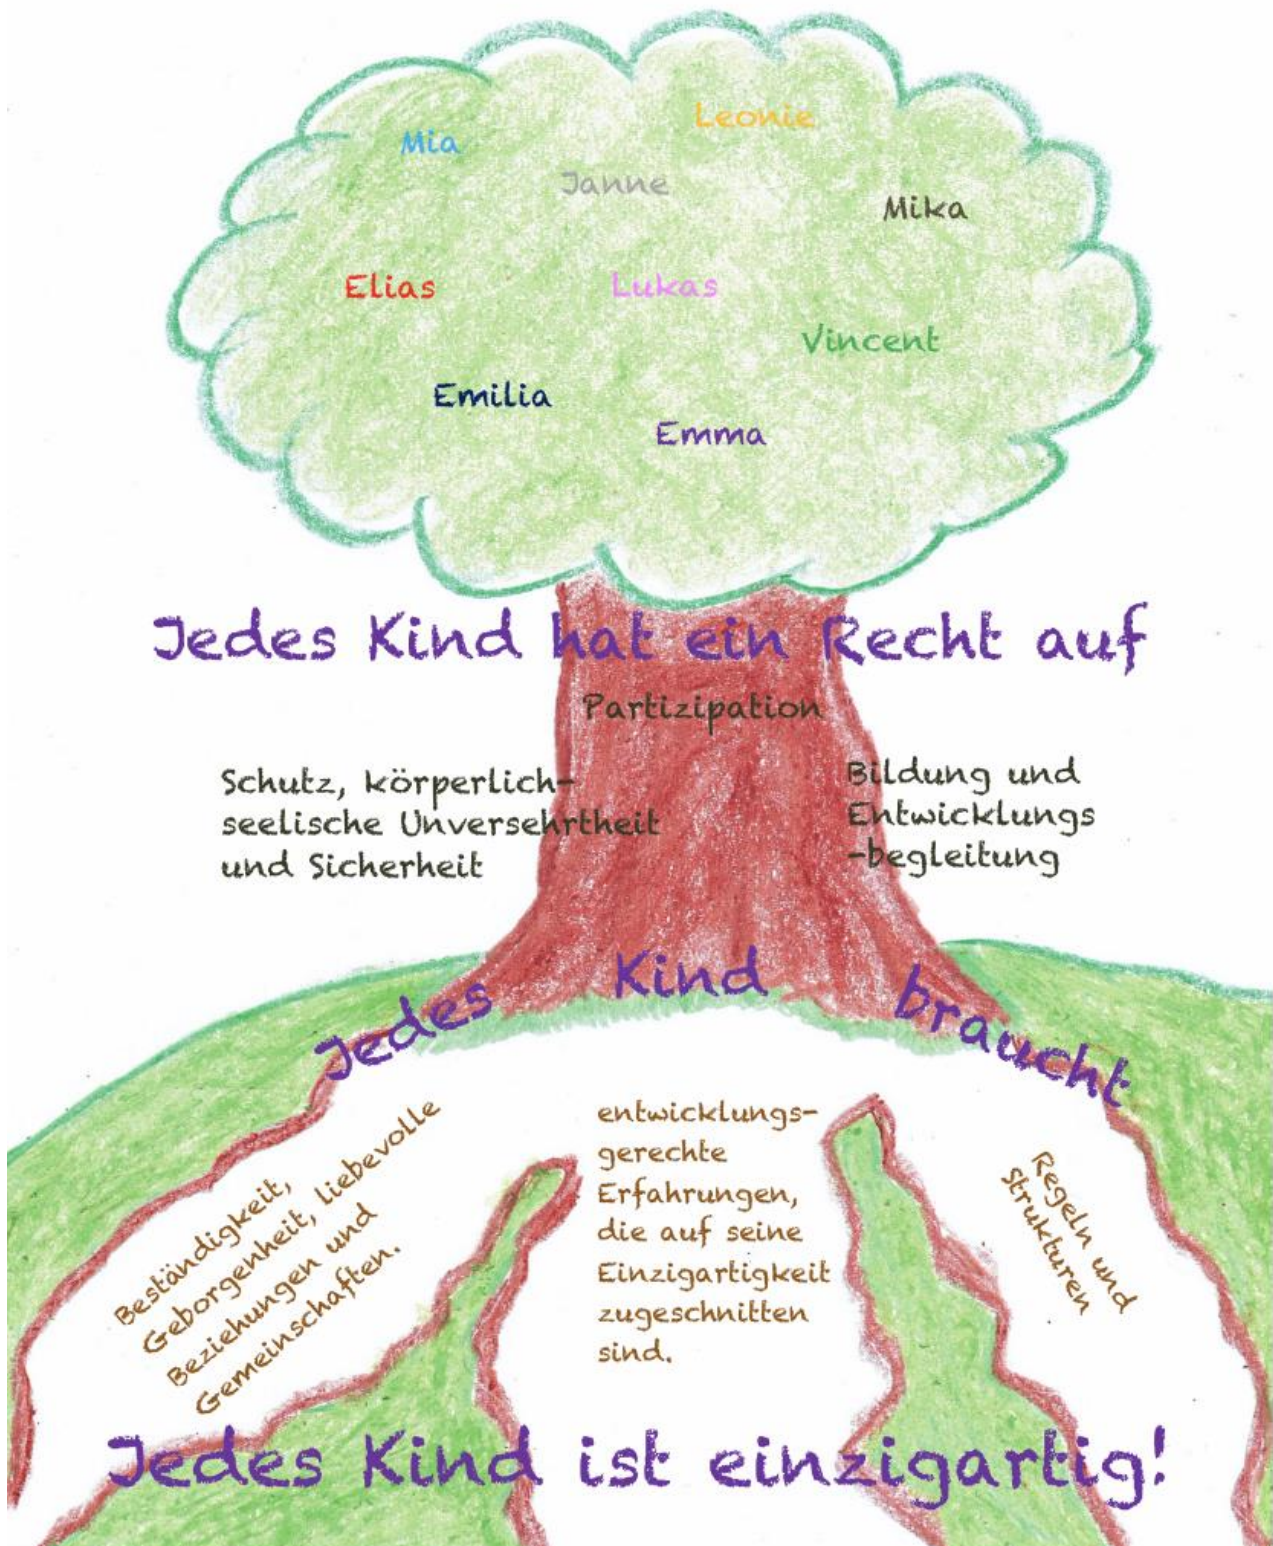 Leonie
Mia
Janne
Mika
Elias
Lukas
Vincent
Emilia
Emma
Jedes Kind hat ein Recht auf
Partizipation
Schutz, körperlich-
seelische Unversehrtheit
und Sicherheit
Bildung und
Entwicklungs
-begleitung
Jedes Kind braucht
Beständigkeit,
Geborgenheit, liebevolle
Beziehungen und
Gemeinschaften.
entwicklungs-
gerechte
Erfahrungen,
die auf seine
Einzigartigkeit
zugeschnitten
sind.
Regeln und
Strukturen
Jedes Kind ist einzigartig!